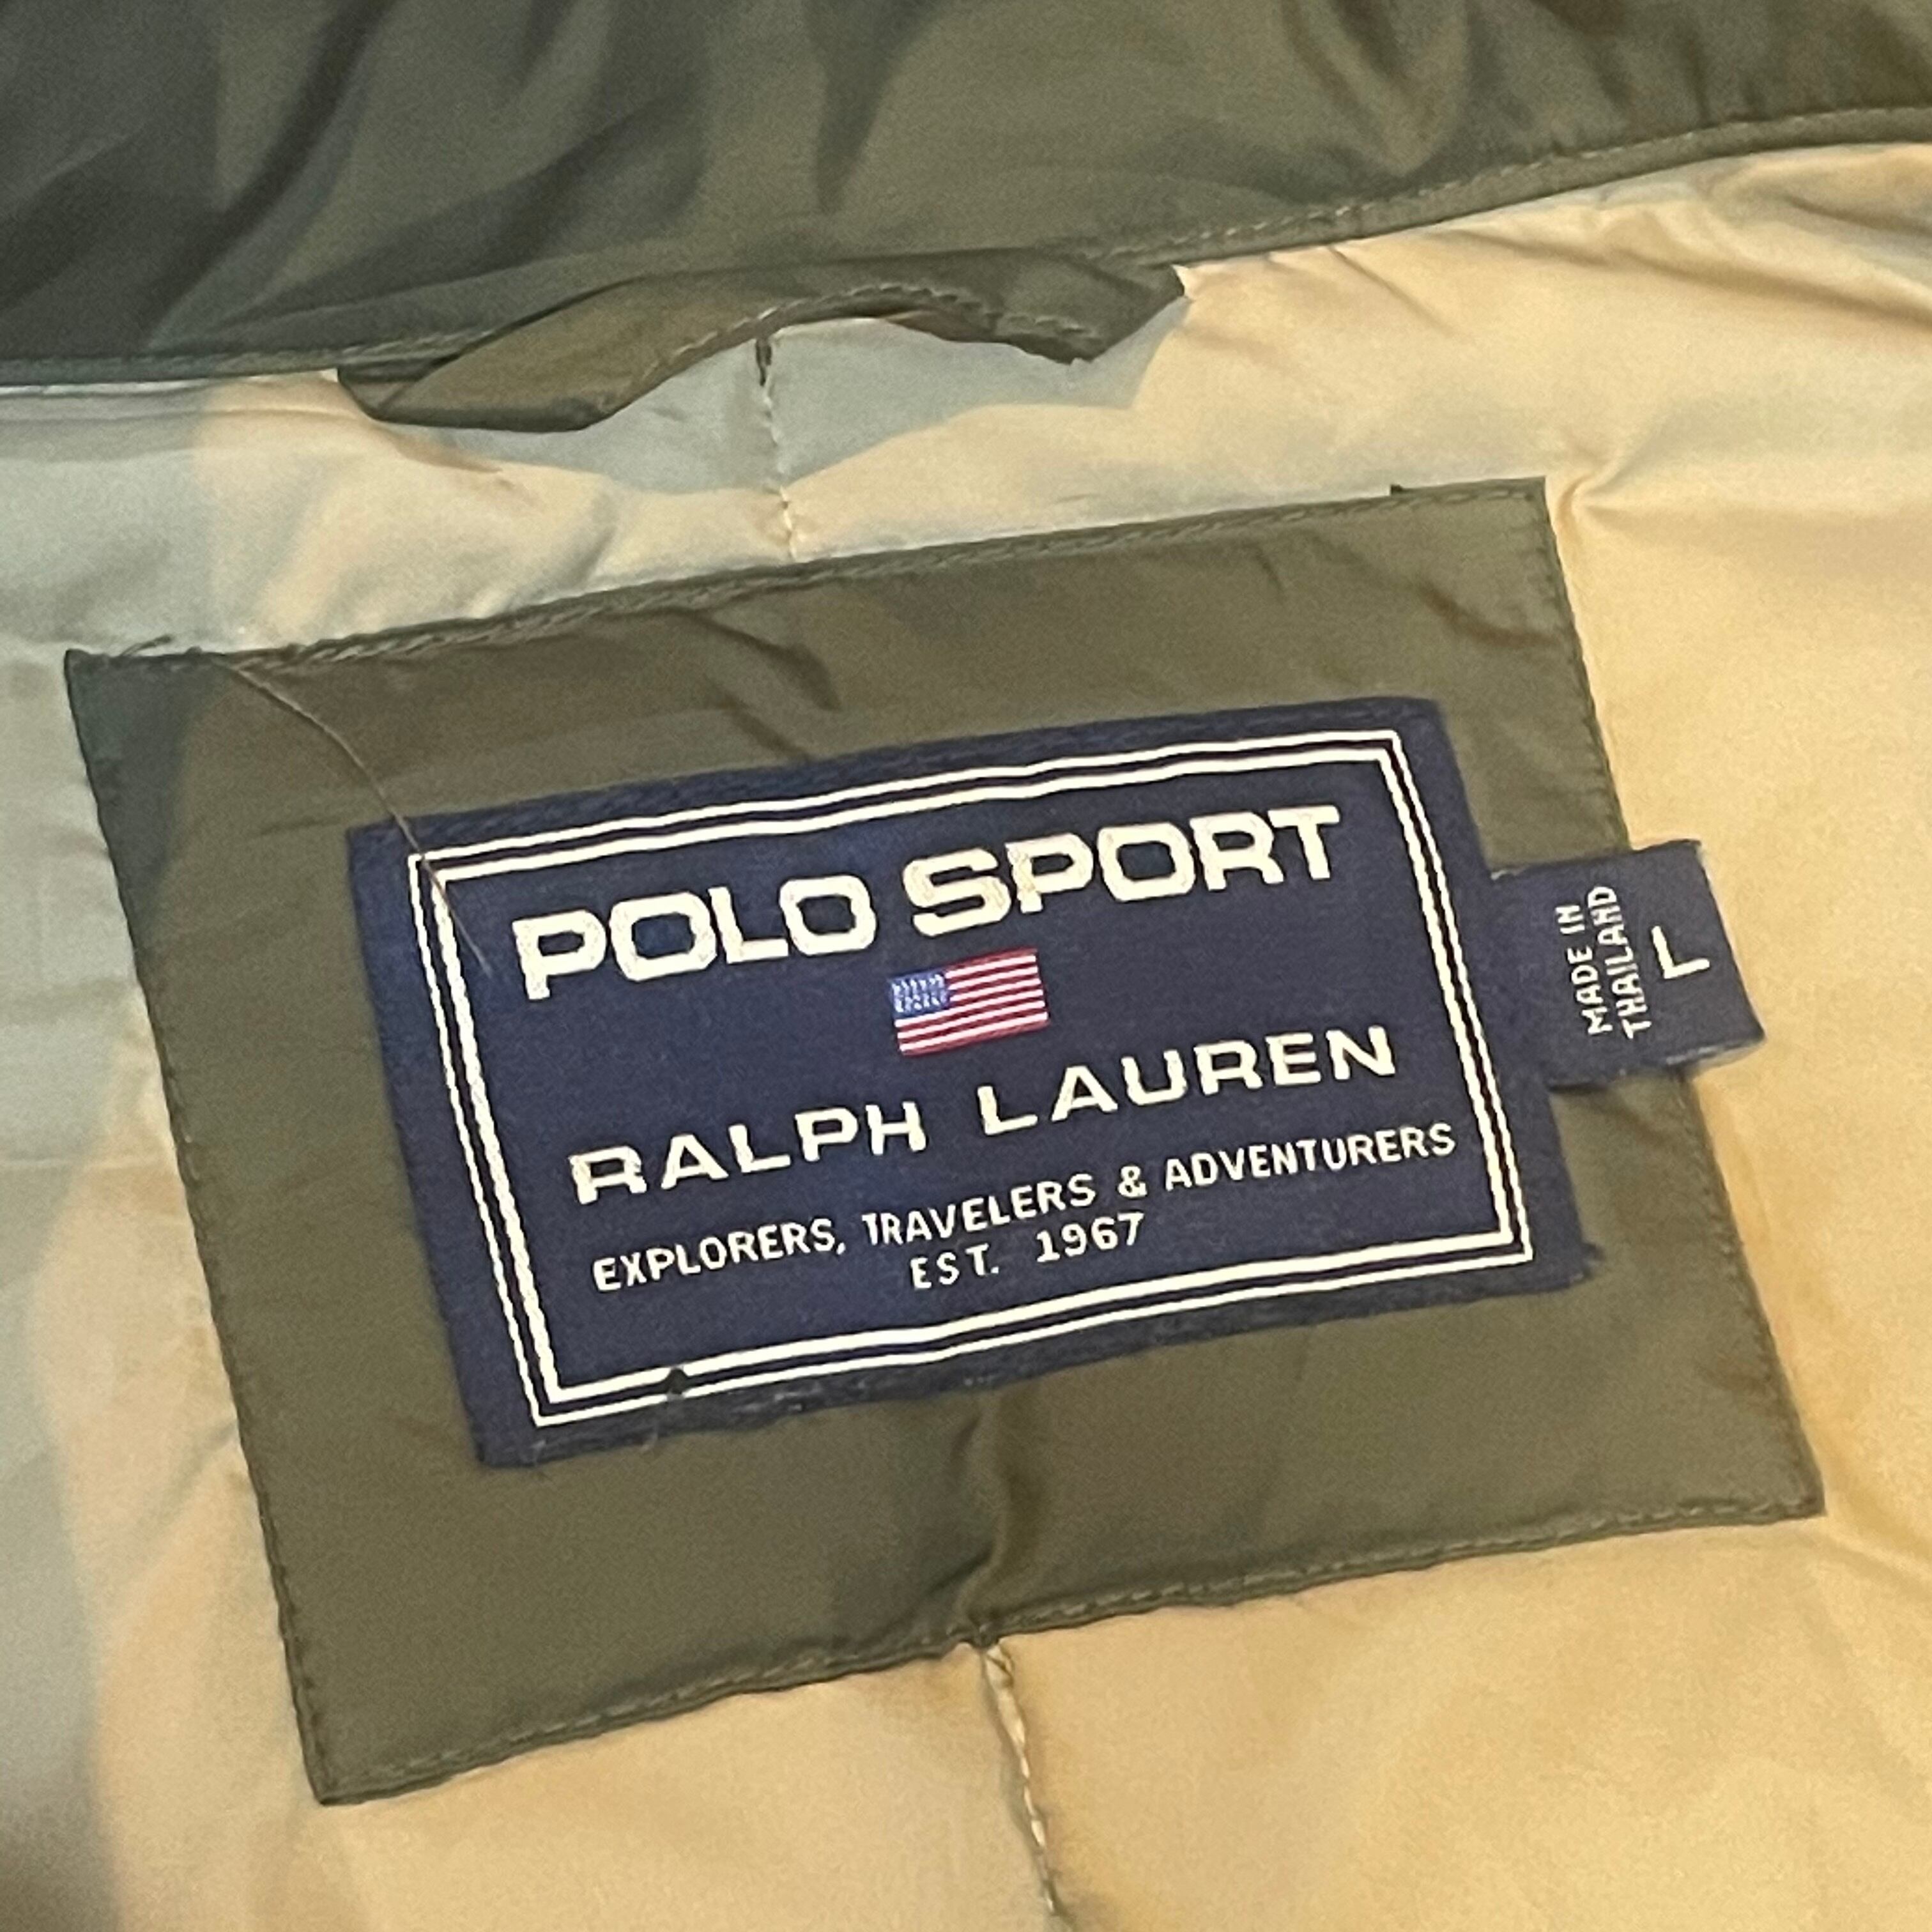 POLO SPORT
RALPH LAUREN
EXPLORERS, TRAVELERS & ADVENTURERS
EST. 1967
MADE IN
THAILAND
L